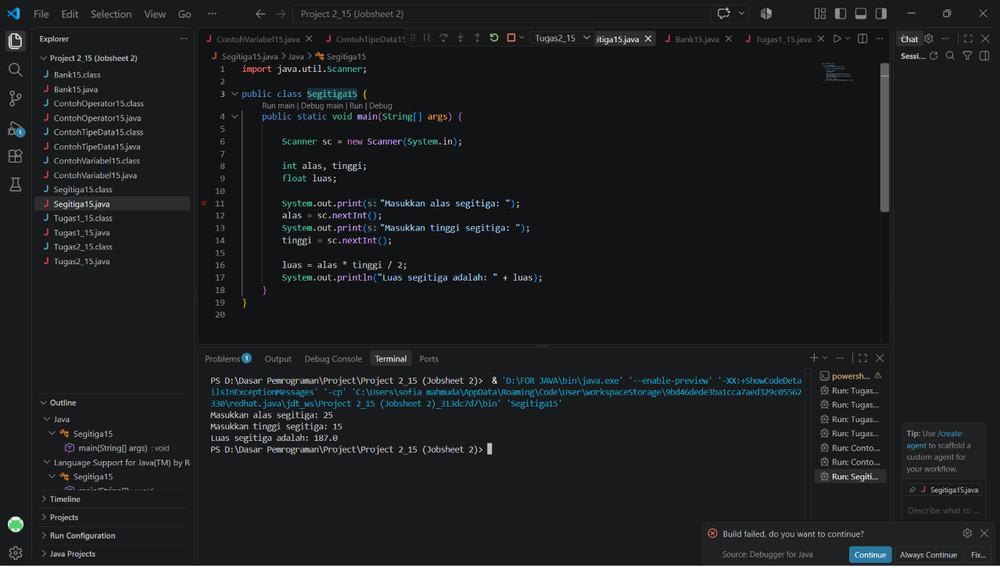 File Edit Selection View Go ··· Project 2_15 (Jobsheet 2)
Explorer
Project 2_15 (Jobsheet 2)
Bank15.class
Bank15.java
ContohOperator15.class
ContohOperator15.java
ContohTipeData15.class
ContohTipeData15.java
ContohVariabel15.class
ContohVariabel15.java
Segitiga15.class
Segitiga15.java
Tugas1_15.class
Tugas1_15.java
Tugas2_15.class
Tugas2_15.java
1
Outline
Java
Segitiga15
main(String[] args) : void
Language Support for Java(TM) by R
Segitiga15
Timeline
Projects
Run Configuration
Java Projects
ContohVariabel15.java ContohTipeData15 Tugas2_15 itiga15.java Bank15.java Tugas1_15.java
Segitiga15.java > Java > Segitiga15
1 import java.util.Scanner;
2
3 public class Segitiga15 {
Run main | Debug main | Run | Debug
4 public static void main(String[] args) {
5
6 Scanner sc = new Scanner(System.in);
7
8 int alas, tinggi;
9 float luas;
10
11 System.out.print(s:"Masukkan alas segitiga: ");
12 alas = sc.nextInt();
13 System.out.print(s:"Masukkan tinggi segitiga: ");
14 tinggi = sc.nextInt();
15
16 luas = alas * tinggi / 2;
17 System.out.println("Luas segitiga adalah: " + luas);
18 }
19 }
20
Problems 1 Output Debug Console Terminal Ports
PS D:\Dasar Pemrograman\Project\Project 2_15 (Jobsheet 2)> & 'D:\FOR JAVA\bin\java.exe' '--enable-preview' '-XX:+ShowCodeDeta
ilsInExceptionMessages' '-cp' 'C:\Users\sofia mahmuda\AppData\Roaming\Code\User\workspaceStorage\9bd46dede3ba1cca7aed329c05562
330\redhat.java\jdt_ws\Project 2_15 (Jobsheet 2)_313dc7d7\bin' 'Segitiga15'
Masukkan alas segitiga: 25
Masukkan tinggi segitiga: 15
Luas segitiga adalah: 187.0
PS D:\Dasar Pemrograman\Project\Project 2_15 (Jobsheet 2)>
powersh...
Run: Tugas...
Run: Tugas...
Run: Tugas...
Run: Tugas...
Run: Conto...
Run: Conto...
Run: Segiti...
Chat
Sessi...
Tip: Use /create-
agent to scaffold a
custom agent for
your workflow.
Segitiga15.java:
Describe what to ...
Build failed, do you want to continue?
Source: Debugger for Java
Continue Always Continue Fix...